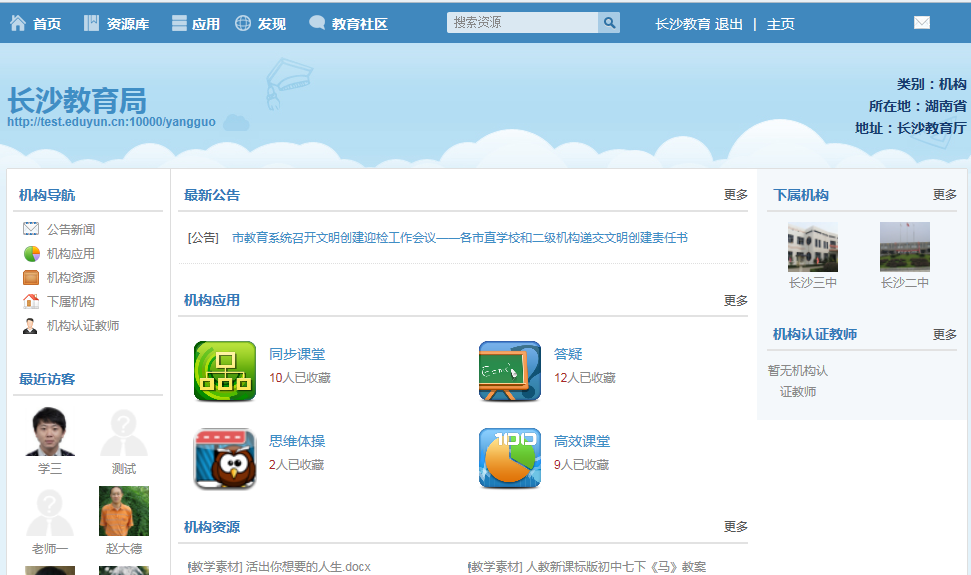 首页 资源库 应用 发现 教育社区 搜索资源 长沙教育 退出 | 主页
长沙教育局
http://test.eduyun.cn:10000/yangguo
类别：机构
所在地：湖南省
地址：长沙教育厅
机构导航
公告新闻
机构应用
机构资源
下属机构
机构认证教师
最近访客
学三 测试
老师一 赵大德
最新公告 更多
[公告] 市教育系统召开文明创建迎检工作会议——各市直学校和二级机构递交文明创建责任书
机构应用 更多
同步课堂
10人已收藏
答疑
12人已收藏
思维体操
2人已收藏
高效课堂
9人已收藏
机构资源 更多
[教学素材] 活出你想要的人生.docx
[教学素材] 人教新课标版初中七下《马》教案
下属机构 更多
长沙三中 长沙二中
机构认证教师 更多
暂无机构认
证教师